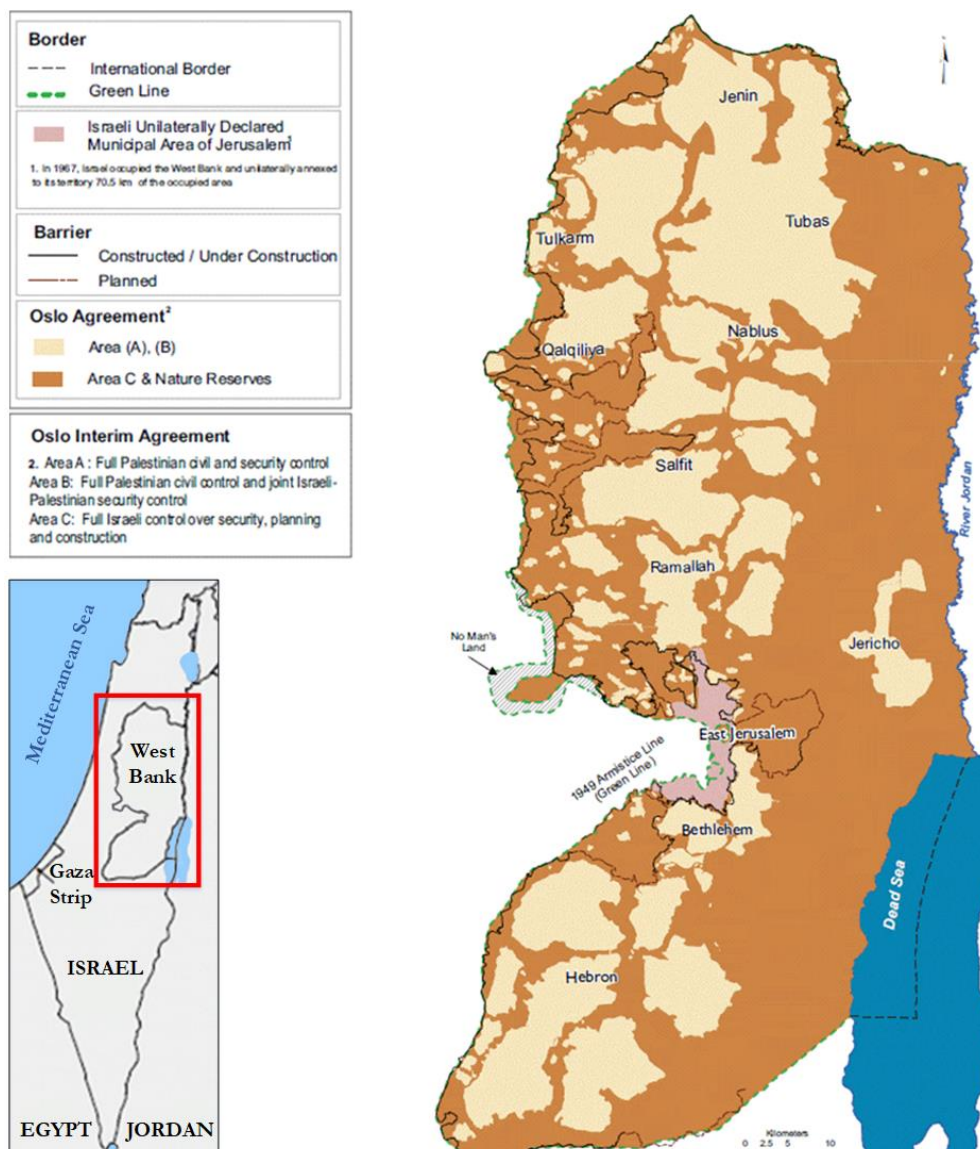 Border
International Border
Green Line
Israeli Unilaterally Declared
Municipal Area of Jerusalem¹
1. In 1967, Israel occupied the West Bank and unilaterally annexed
to its territory 70.5 km of the occupied area
Barrier
Constructed / Under Construction
Planned
Oslo Agreement²
Area (A), (B)
Area C & Nature Reserves
Oslo Interim Agreement
2. Area A : Full Palestinian civil and security control
Area B: Full Palestinian civil control and joint Israeli-
Palestinian security control
Area C: Full Israeli control over security, planning
and construction
Mediterranean Sea
West
Bank
Gaza
Strip
ISRAEL
EGYPT
JORDAN
Jenin
Tubas
Tulkarm
Nablus
Qalqiliya
Salfit
River Jordan
Ramallah
No Man's
Land
Jericho
East Jerusalem
1949 Armistice Line
(Green Line)
Bethlehem
Dead Sea
Hebron
Kilometers
0 2.5 5 10